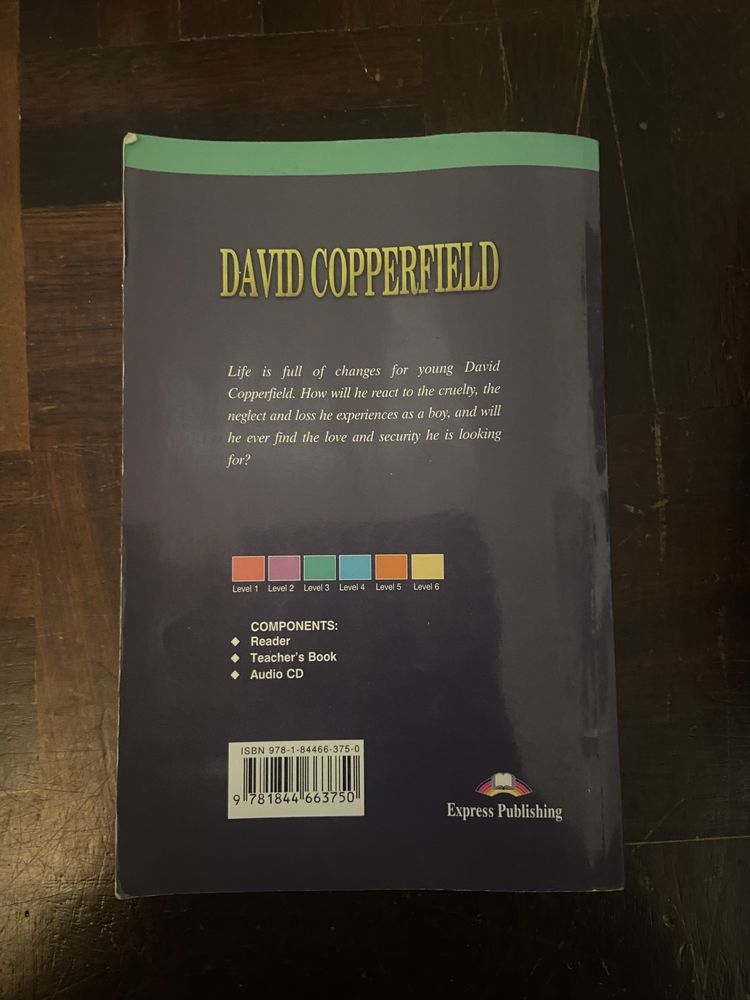 DAVID COPPERFIELD
Life is full of changes for young David
Copperfield. How will he react to the cruelty, the
neglect and loss he experiences as a boy, and will
he ever find the love and security he is looking
for?
Level 1 Level 2 Level 3 Level 4 Level 5 Level 6
COMPONENTS:
◆ Reader
◆ Teacher's Book
◆ Audio CD
ISBN 978-1-84466-375-0
9 781844 663750
Express Publishing